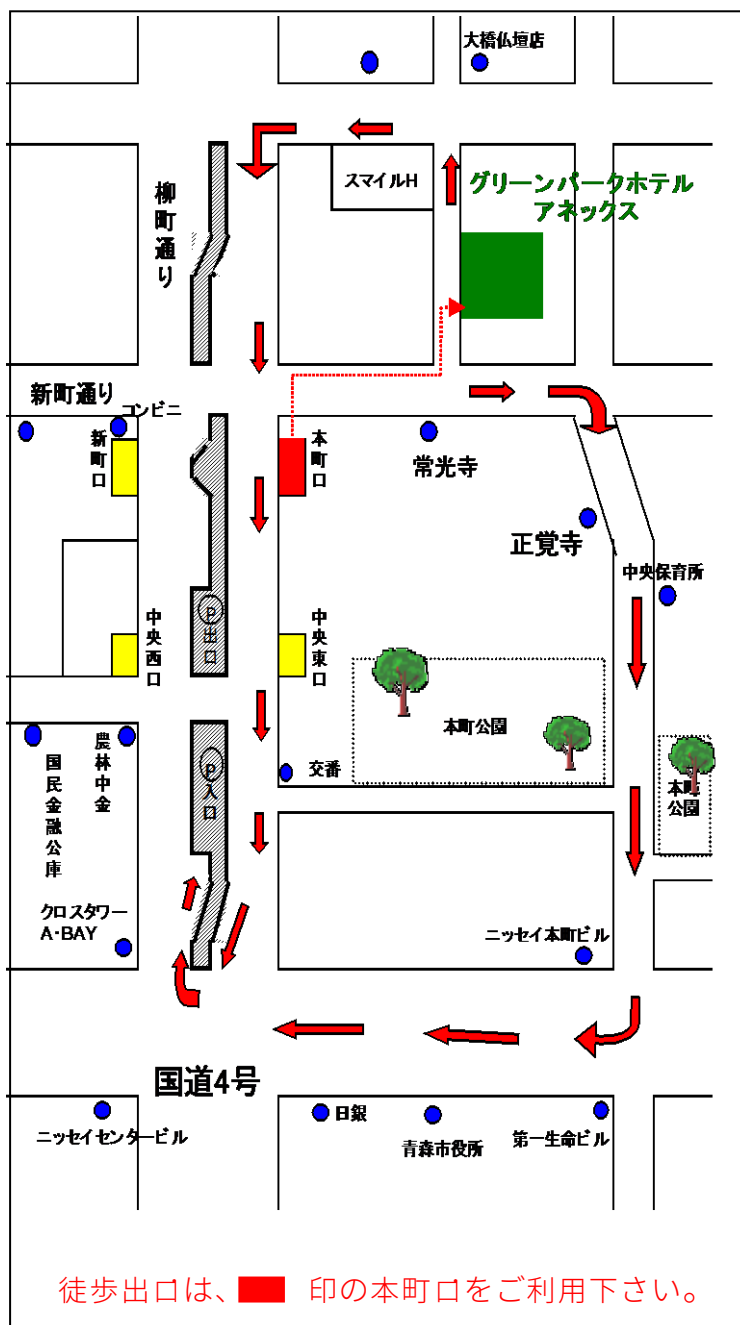 大橋仏壇店
スマイルH
グリーンパークホテル
アネックス
柳町通り
新町通り
コンビニ
新町口
本町口
常光寺
正覚寺
中央保育所
P出口
中央西口
中央東口
本町公園
農林中金
国民金融公庫
P入口
交番
本町
公園
クロスタワー
A・BAY
ニッセイ本町ビル
国道4号
ニッセイセンタービル
日銀
青森市役所
第一生命ビル
徒歩出口は、 印の本町口をご利用下さい。